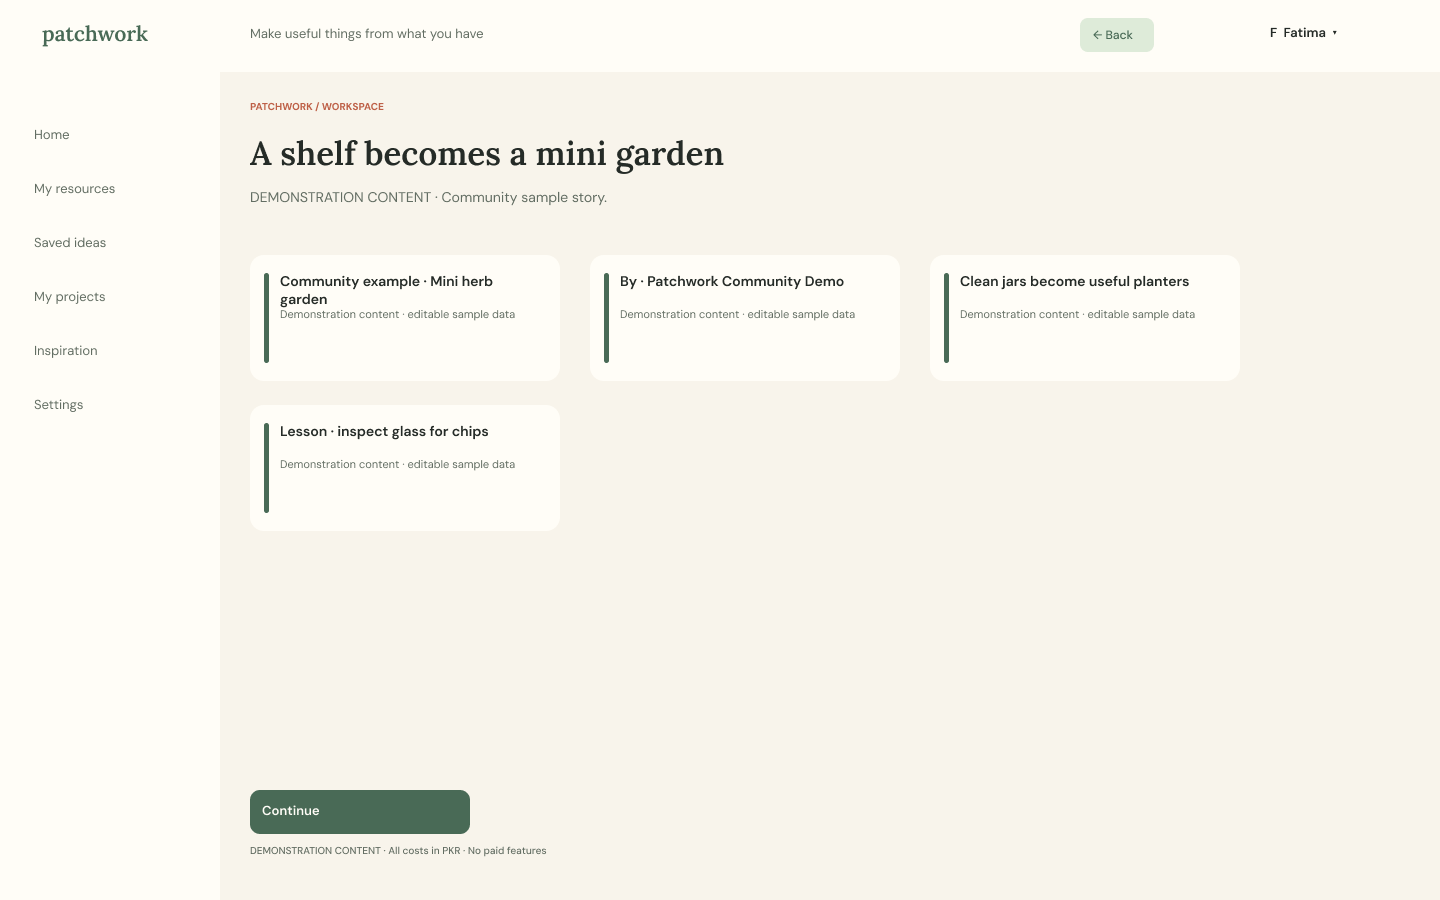 patchwork
Make useful things from what you have
← Back
F Fatima ▾
Home
My resources
Saved ideas
My projects
Inspiration
Settings
PATCHWORK / WORKSPACE
A shelf becomes a mini garden
DEMONSTRATION CONTENT · Community sample story.
Community example · Mini herb
garden
Demonstration content · editable sample data
By · Patchwork Community Demo
Demonstration content · editable sample data
Clean jars become useful planters
Demonstration content · editable sample data
Lesson · inspect glass for chips
Demonstration content · editable sample data
Continue
DEMONSTRATION CONTENT · All costs in PKR · No paid features